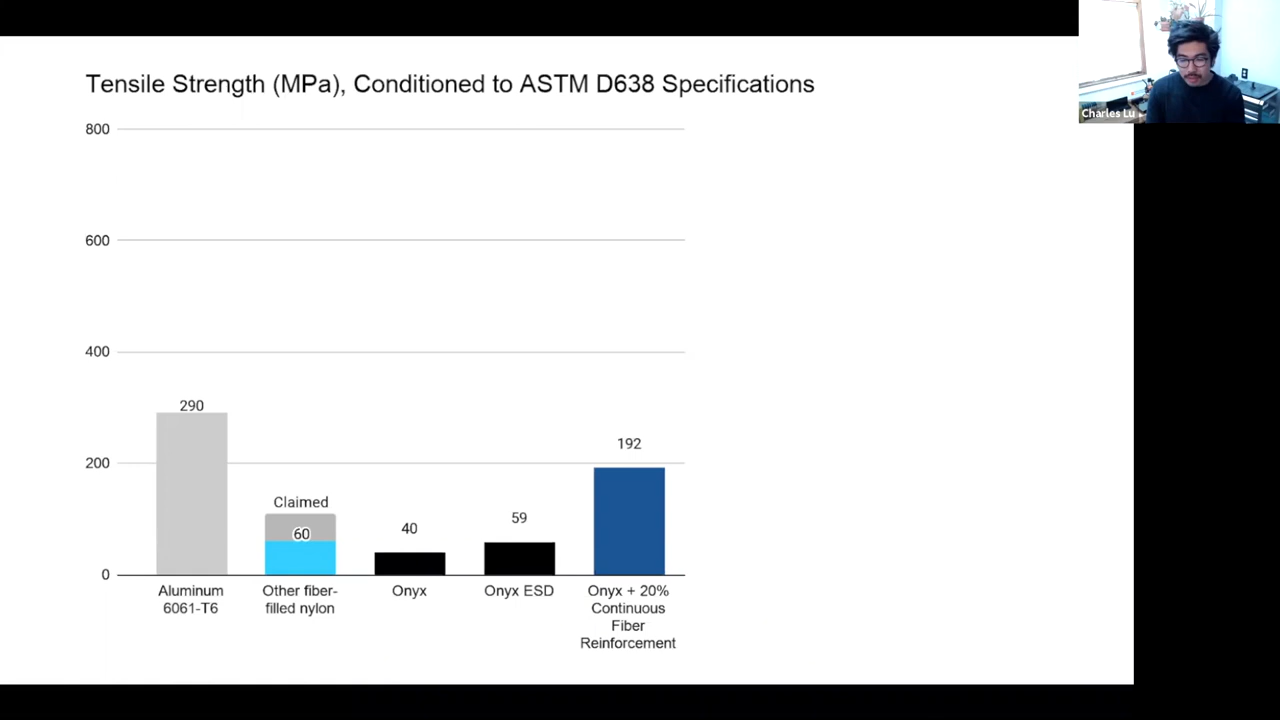 Tensile Strength (MPa), Conditioned to ASTM D638 Specifications
Charles Lu
800
600
400
200
0
290
Claimed
60
40
59
192
Aluminum
6061-T6
Other fiber-
filled nylon
Onyx
Onyx ESD
Onyx + 20%
Continuous
Fiber
Reinforcement